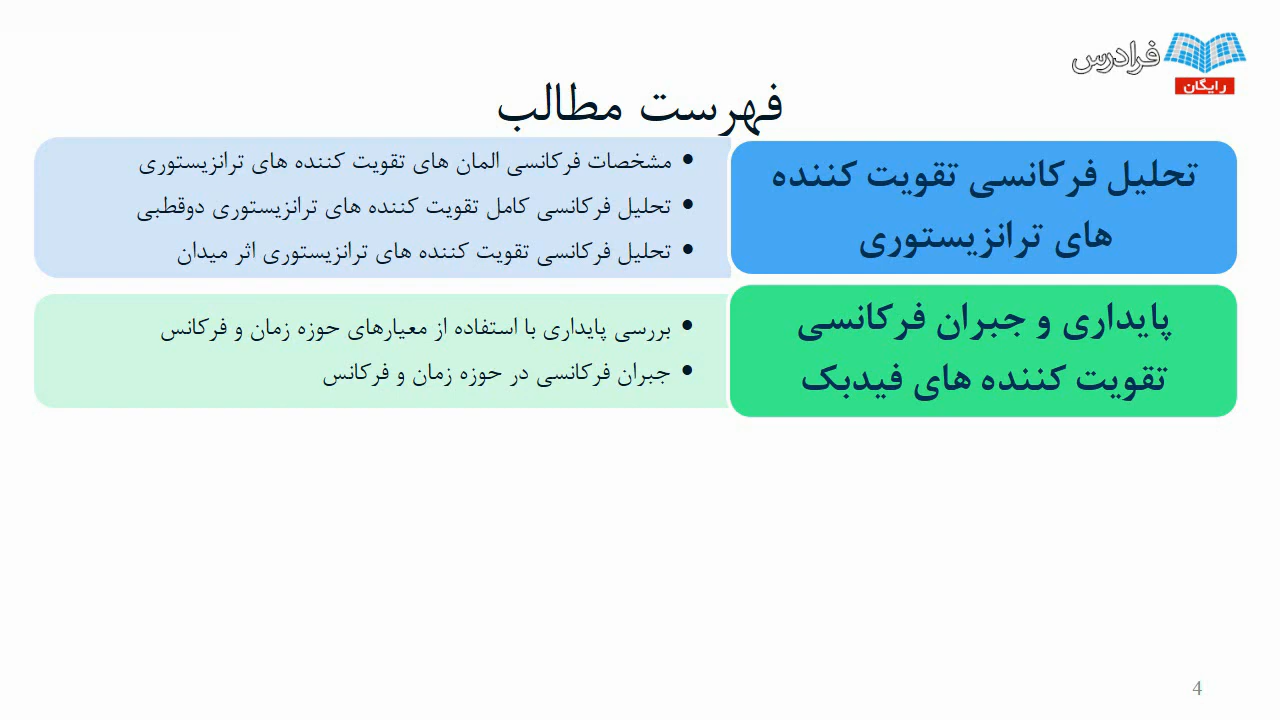 فرادرس
رایگان
فهرست مطالب
تحلیل فرکانسی تقویت کننده
های ترانزیستوری
• مشخصات فرکانسی المان های تقویت کننده های ترانزیستوری
• تحلیل فرکانسی کامل تقویت کننده های ترانزیستوری دوقطبی
• تحلیل فرکانسی تقویت کننده های ترانزیستوری اثر میدان
پایداری و جبران فرکانسی
تقویت کننده های فیدبک
• بررسی پایداری با استفاده از معیارهای حوزه زمان و فرکانس
• جبران فرکانسی در حوزه زمان و فرکانس
4